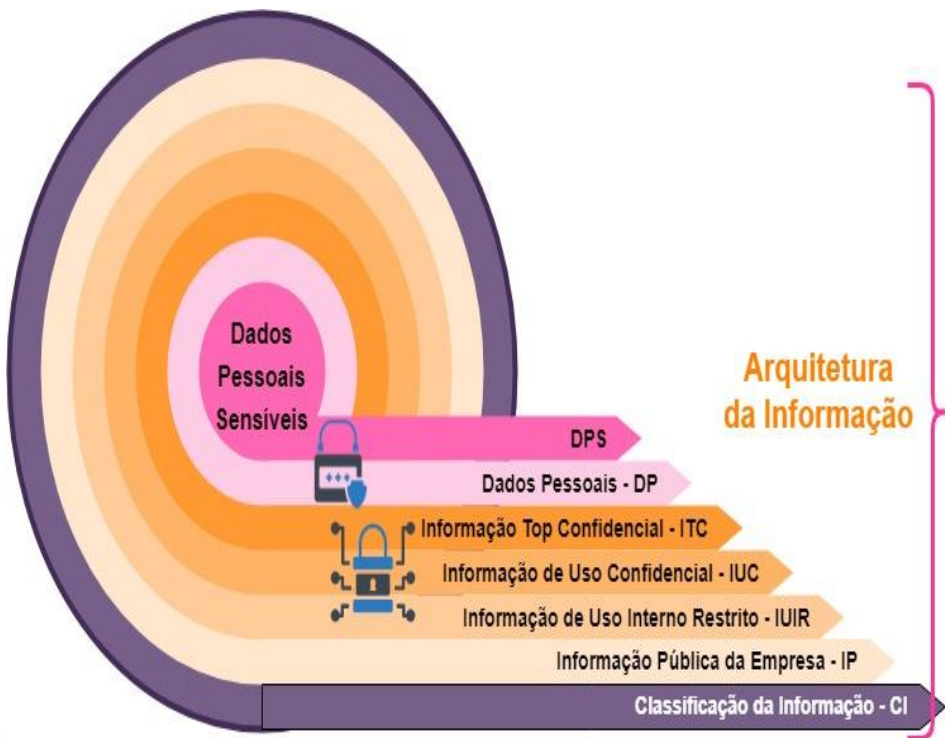 Dados
Pessoais
Sensíveis
DPS
Dados Pessoais - DP
Informação Top Confidencial - ITC
Informação de Uso Confidencial - IUC
Informação de Uso Interno Restrito - IUIR
Informação Pública da Empresa - IP
Classificação da Informação - CI
Arquitetura
da Informação